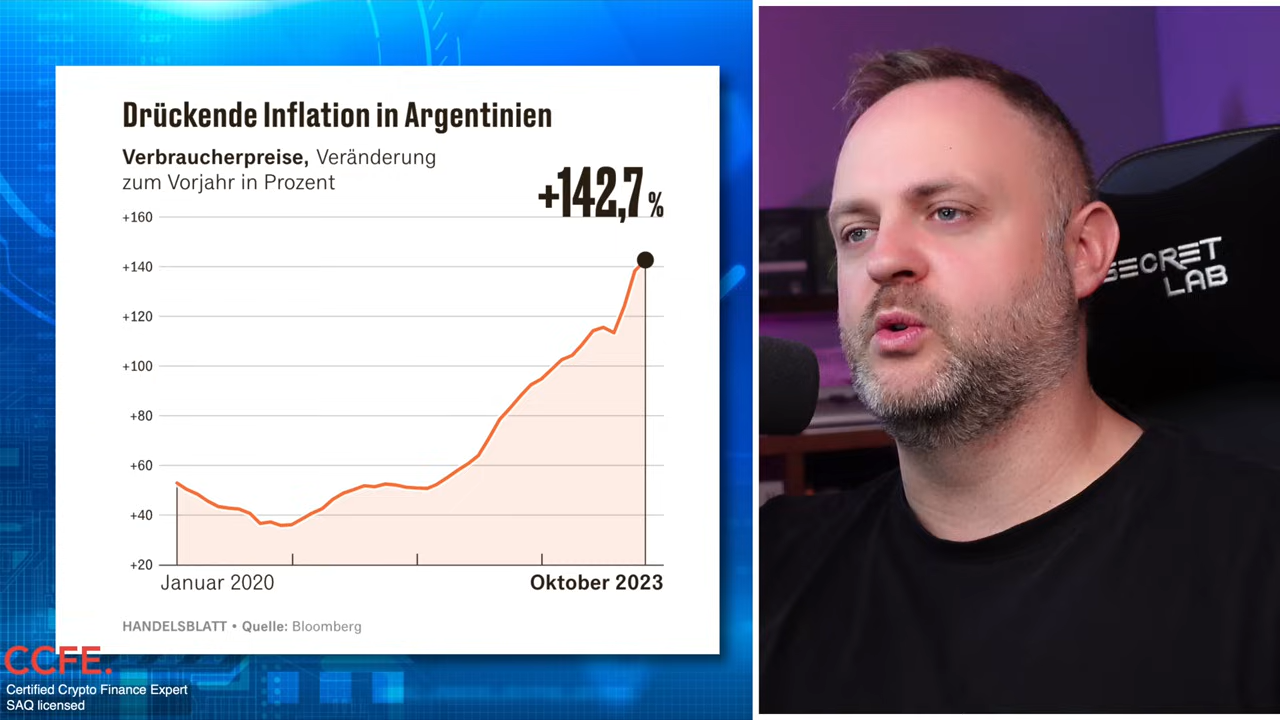 Drückende Inflation in Argentinien
Verbraucherpreise, Veränderung
zum Vorjahr in Prozent
+142,7 %
+160
+140
+120
+100
+80
+60
+40
+20
Januar 2020
Oktober 2023
HANDELSBLATT • Quelle: Bloomberg
CCFE.
Certified Crypto Finance Expert
SAQ licensed
SECRET
LAB